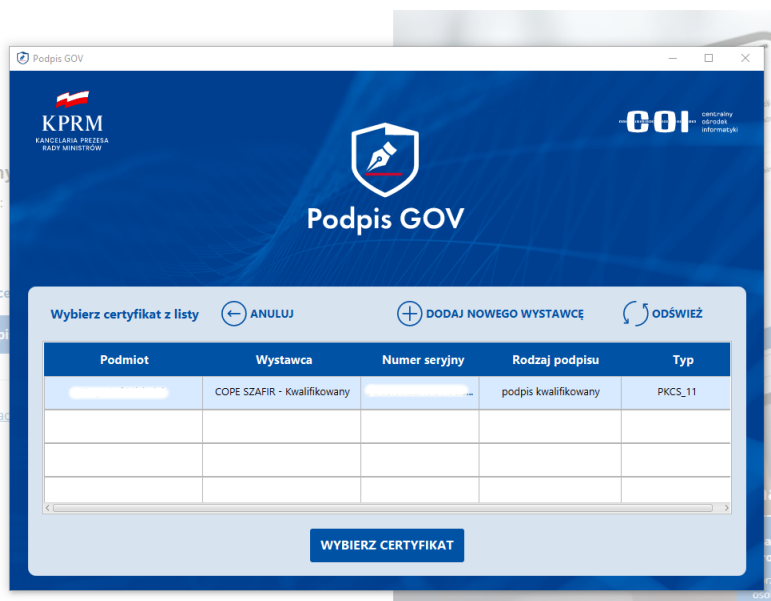 Podpis GOV
KPRM
KANCELARIA PREZESA
RADY MINISTRÓW
COI
centralny
ośrodek
informatyki
Podpis GOV
Wybierz certyfikat z listy
ANULUJ
DODAJ NOWEGO WYSTAWCĘ
ODŚWIEŻ
Podmiot Wystawca Numer seryjny Rodzaj podpisu Typ
COPE SZAFIR - Kwalifikowany ... podpis kwalifikowany PKCS_11
WYBIERZ CERTYFIKAT